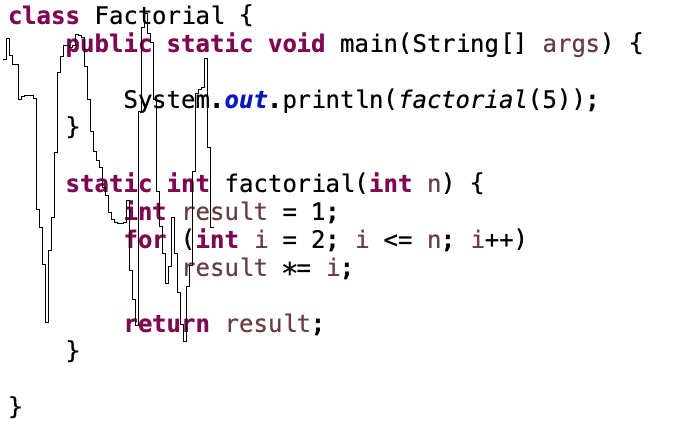 class Factorial {
public static void main(String[] args) {
System.out.println(factorial(5));
}
static int factorial(int n) {
int result = 1;
for (int i = 2; i <= n; i++)
result *= i;
return result;
}
}